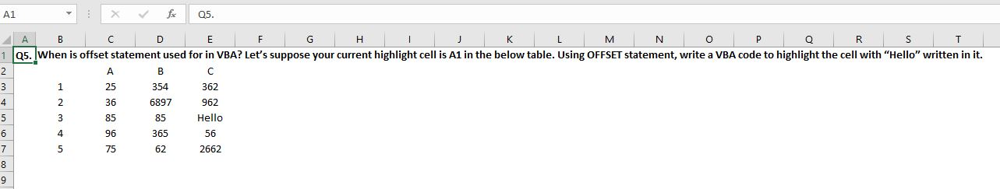 A1 fx Q5.
A B C D E F G H I J K L M N O P Q R S T
1 Q5. When is offset statement used for in VBA? Let’s suppose your current highlight cell is A1 in the below table. Using OFFSET statement, write a VBA code to highlight the cell with “Hello” written in it.
2 A B C
3 1 25 354 362
4 2 36 6897 962
5 3 85 85 Hello
6 4 96 365 56
7 5 75 62 2662
8
9